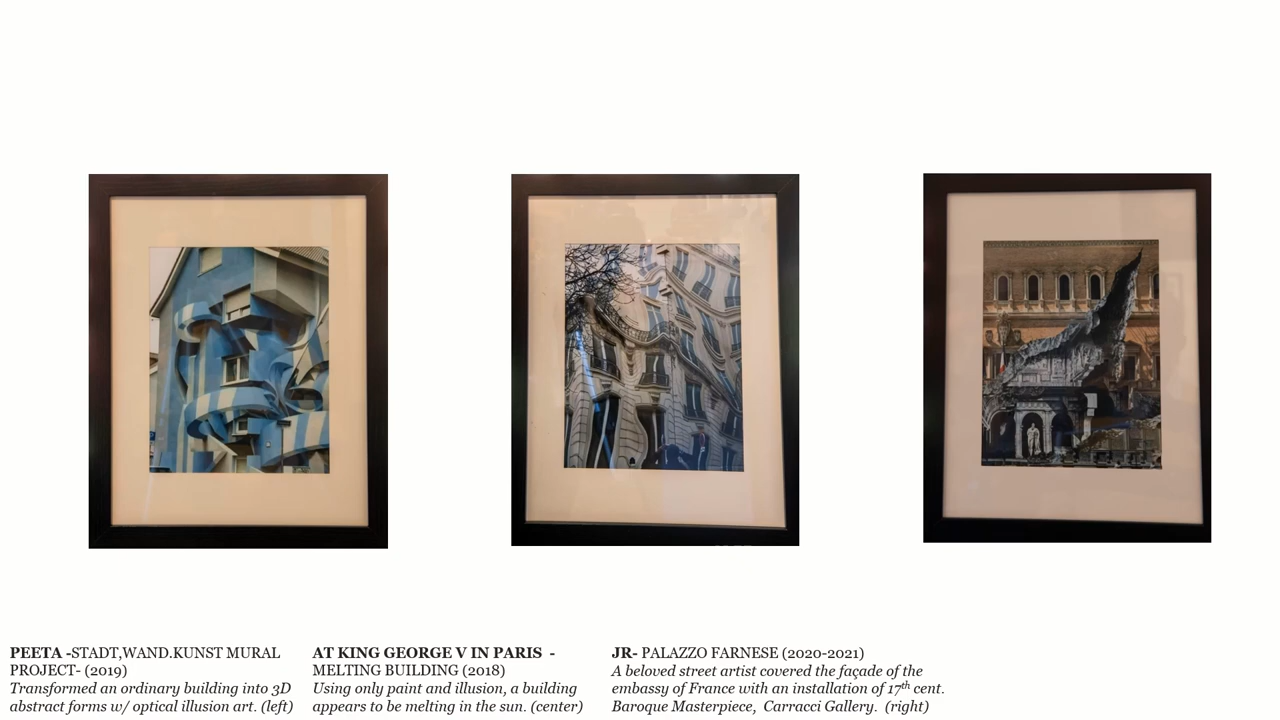 PEETA -STADT,WAND.KUNST MURAL
PROJECT- (2019)
Transformed an ordinary building into 3D
abstract forms w/ optical illusion art. (left)
AT KING GEORGE V IN PARIS -
MELTING BUILDING (2018)
Using only paint and illusion, a building
appears to be melting in the sun. (center)
JR- PALAZZO FARNESE (2020-2021)
A beloved street artist covered the façade of the
embassy of France with an installation of 17th cent.
Baroque Masterpiece, Carracci Gallery. (right)